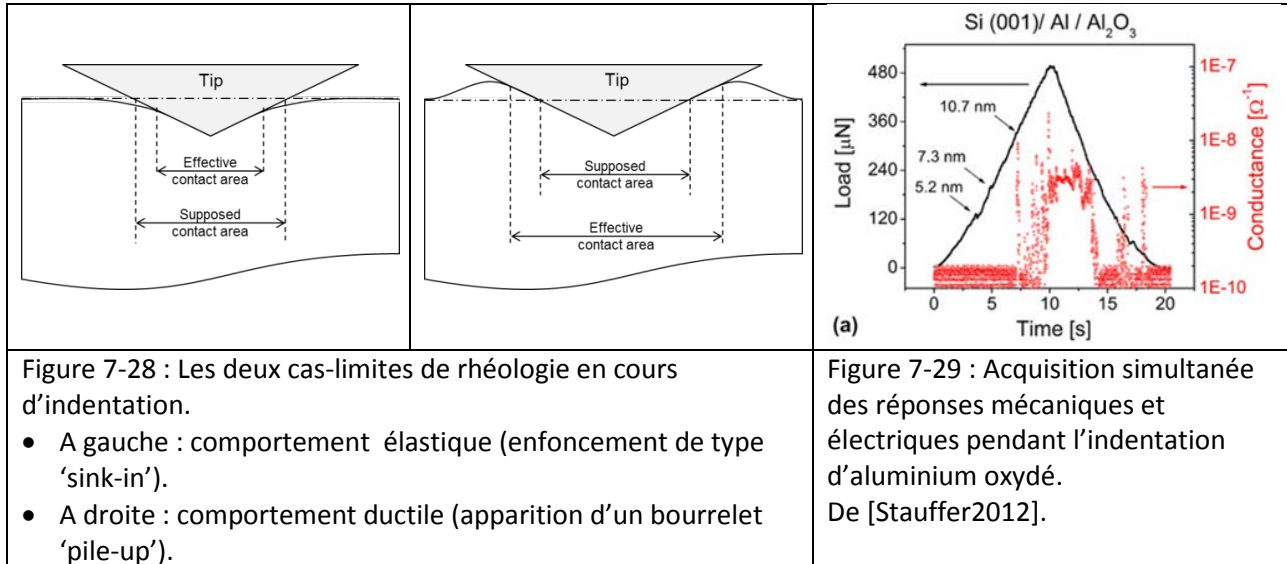 Tip
Effective
contact area
Supposed
contact area
Tip
Supposed
contact area
Effective
contact area
Si (001)/ Al / Al2O3
480
360
240
120
0
Load [µN]
10.7 nm
7.3 nm
5.2 nm
1E-7
1E-8
1E-9
1E-10
Conductance [Ω-1]
0 5 10 15 20
(a) Time [s]
Figure 7-28 : Les deux cas-limites de rhéologie en cours
d’indentation.
• A gauche : comportement élastique (enfoncement de type
‘sink-in’).
• A droite : comportement ductile (apparition d’un bourrelet
‘pile-up’).
Figure 7-29 : Acquisition simultanée
des réponses mécaniques et
électriques pendant l’indentation
d’aluminium oxydé.
De [Stauffer2012].